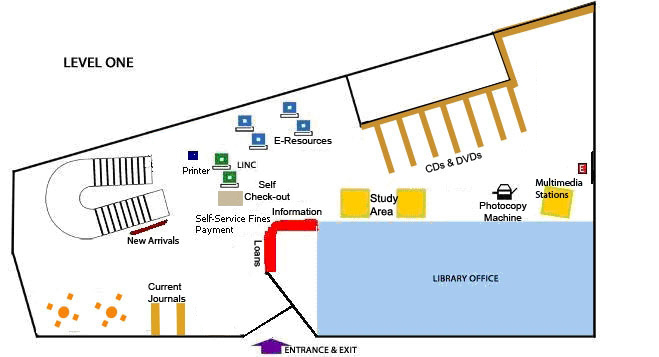 LEVEL ONE
E-Resources
CDs & DVDs
LINC
Printer
E
Self
Check-out
Multimedia
Stations
Study
Area
Photocopy
Machine
Self-Service Fines
Payment
Information
New Arrivals
Loans
LIBRARY OFFICE
Current
Journals
ENTRANCE & EXIT